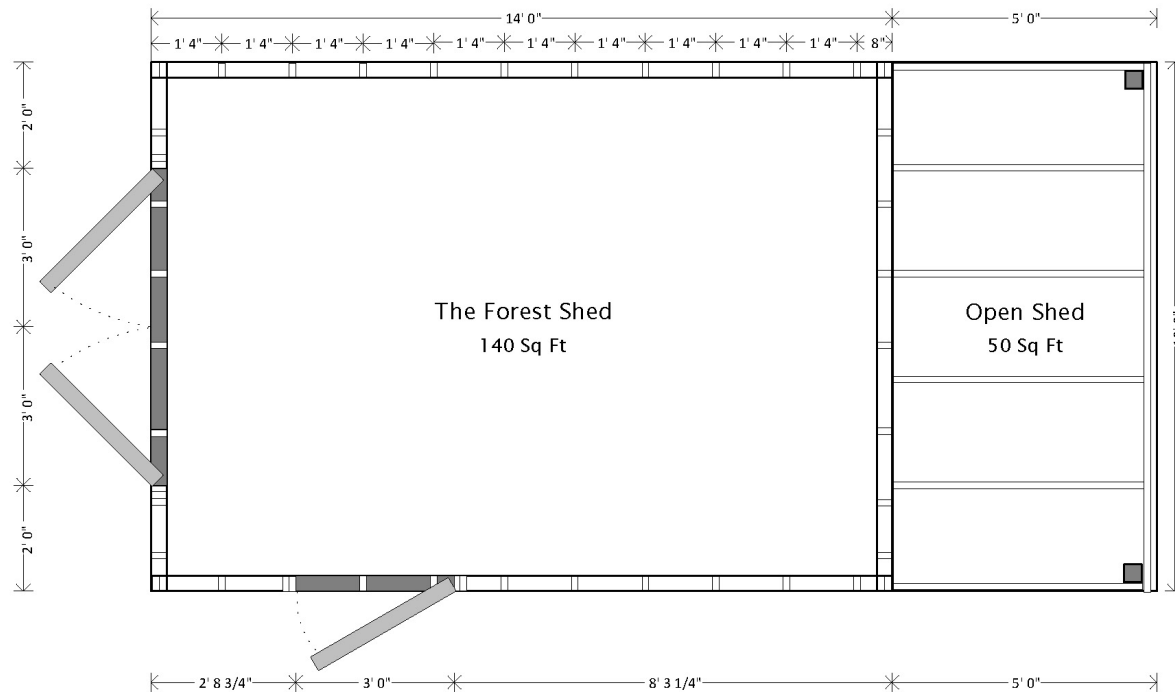 14' 0" 5' 0"
1' 4" 1' 4" 1' 4" 1' 4" 1' 4" 1' 4" 1' 4" 1' 4" 1' 4" 1' 4" 8"
2' 0"
3' 0"
The Forest Shed Open Shed
140 Sq Ft 50 Sq Ft
3' 0"
2' 0"
2' 8 3/4" 3' 0" 8' 3 1/4" 5' 0"